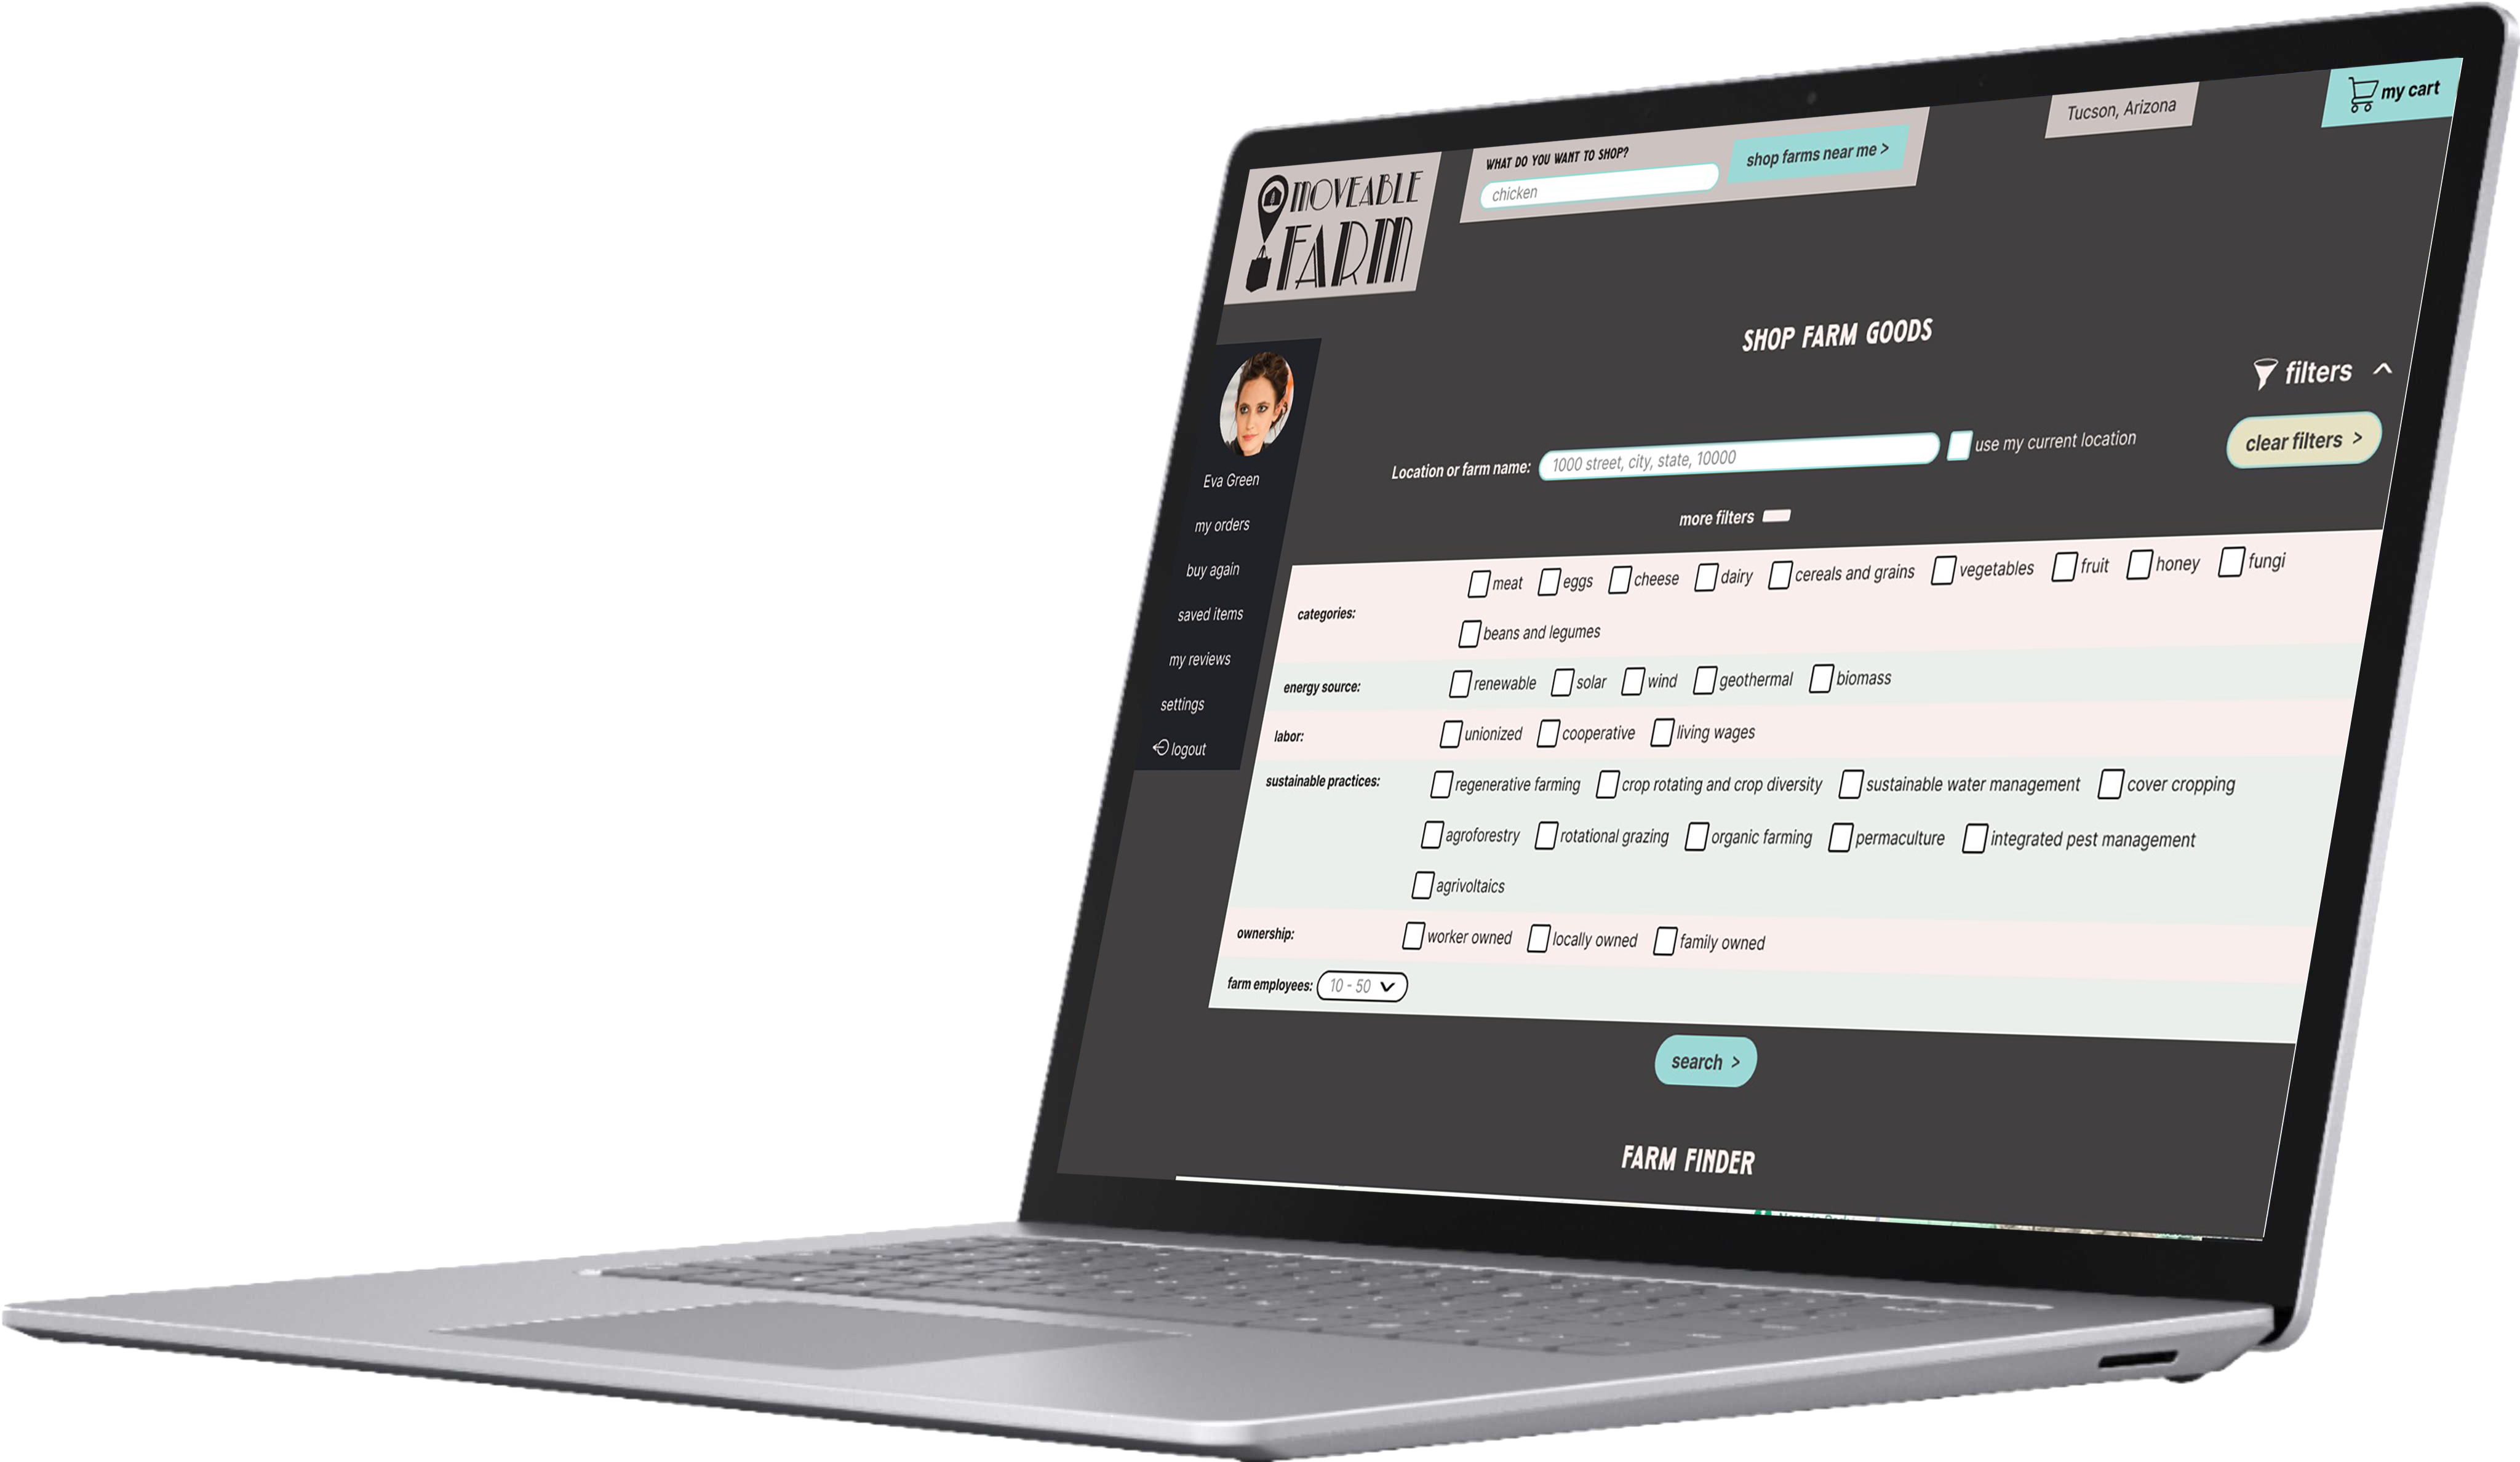 MOVEABLE
FARM
WHAT DO YOU WANT TO SHOP?
chicken
shop farms near me >
Tucson, Arizona
my cart
SHOP FARM GOODS
filters ^
Location or farm name: 1000 street, city, state, 10000 use my current location
clear filters >
more filters
Eva Green
my orders
buy again
saved items
my reviews
settings
logout
categories: meat eggs cheese dairy cereals and grains vegetables fruit honey fungi
beans and legumes
energy source: renewable solar wind geothermal biomass
labor: unionized cooperative living wages
sustainable practices: regenerative farming crop rotating and crop diversity sustainable water management cover cropping
agroforestry rotational grazing organic farming permaculture integrated pest management
agrivoltaics
ownership: worker owned locally owned family owned
farm employees: 10 - 50
search >
FARM FINDER